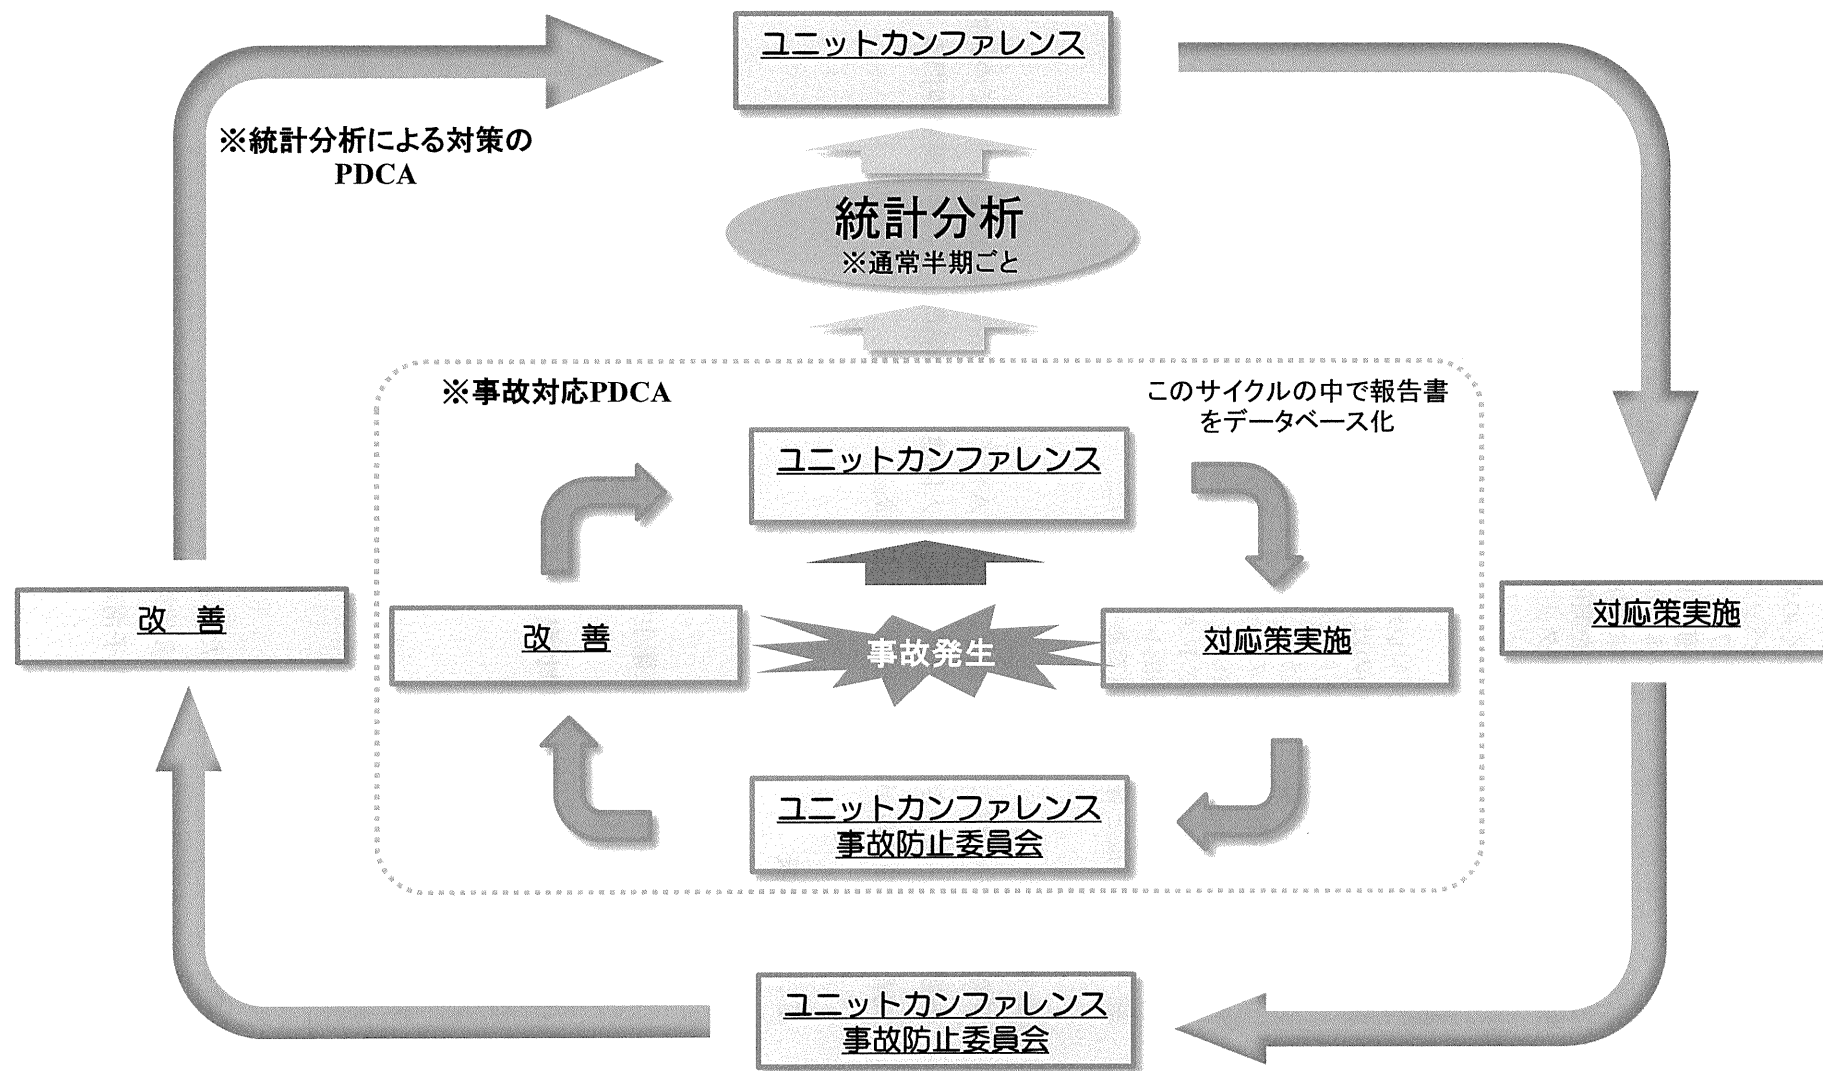 ユニットカンファレンス
※統計分析による対策の
PDCA
統計分析
※通常半期ごと
※事故対応PDCA
このサイクルの中で報告書
をデータベース化
ユニットカンファレンス
改　善
改　善
事故発生
対応策実施
対応策実施
ユニットカンファレンス
事故防止委員会
ユニットカンファレンス
事故防止委員会